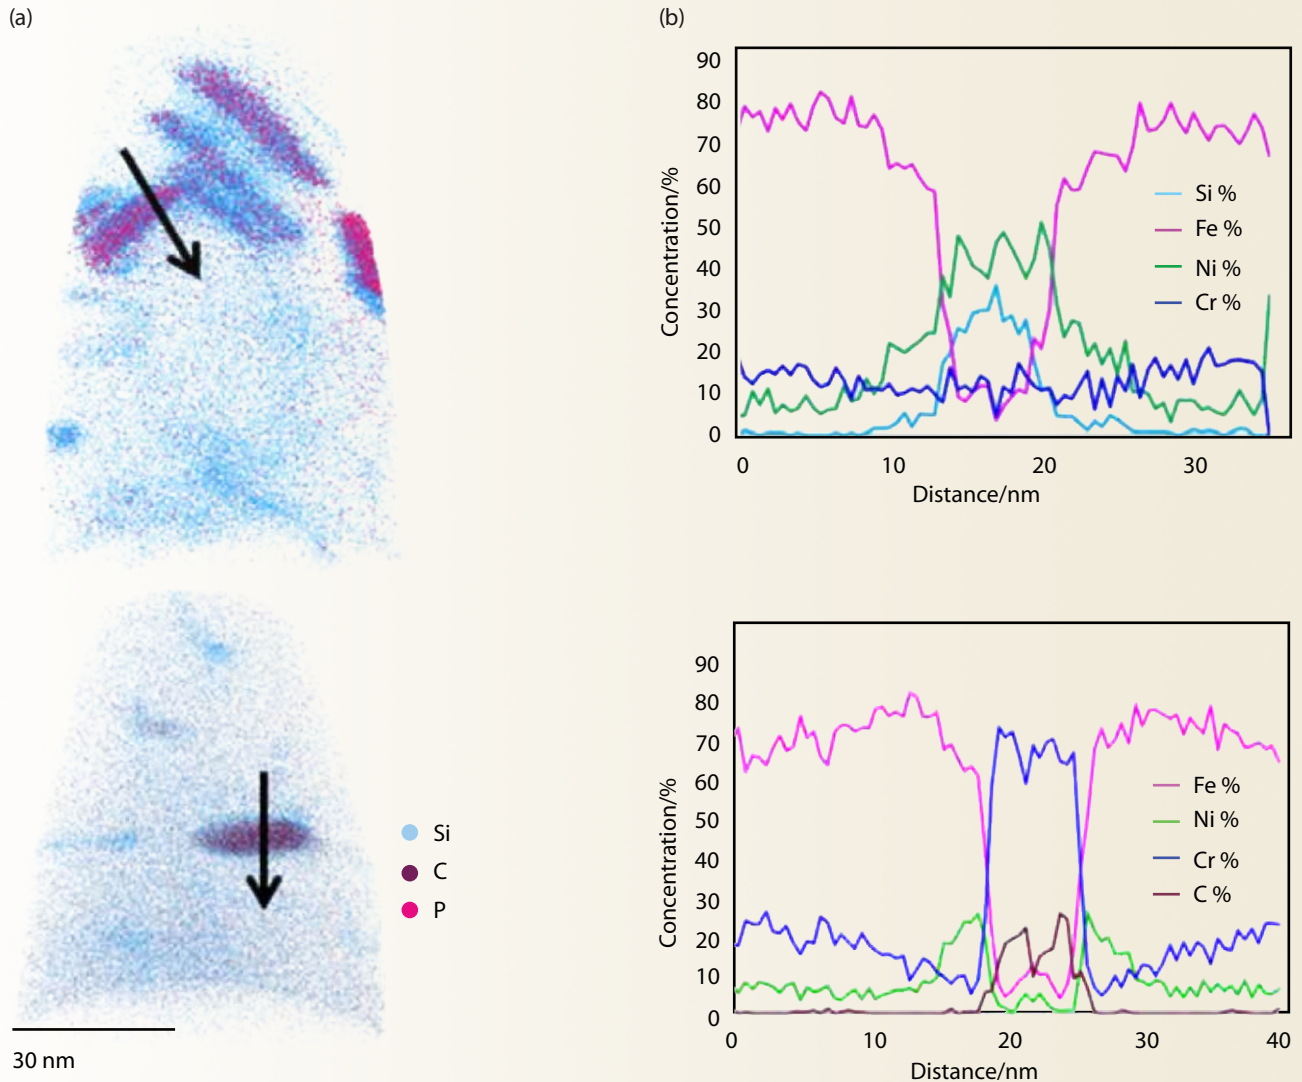 (a)
(b)
90
80
70
60
50
40
30
20
10
0
Concentration/%
Si %
Fe %
Ni %
Cr %
0 10 20 30
Distance/nm
90
80
70
60
50
40
30
20
10
0
Concentration/%
Fe %
Ni %
Cr %
C %
0 10 20 30 40
Distance/nm
Si
C
P
30 nm